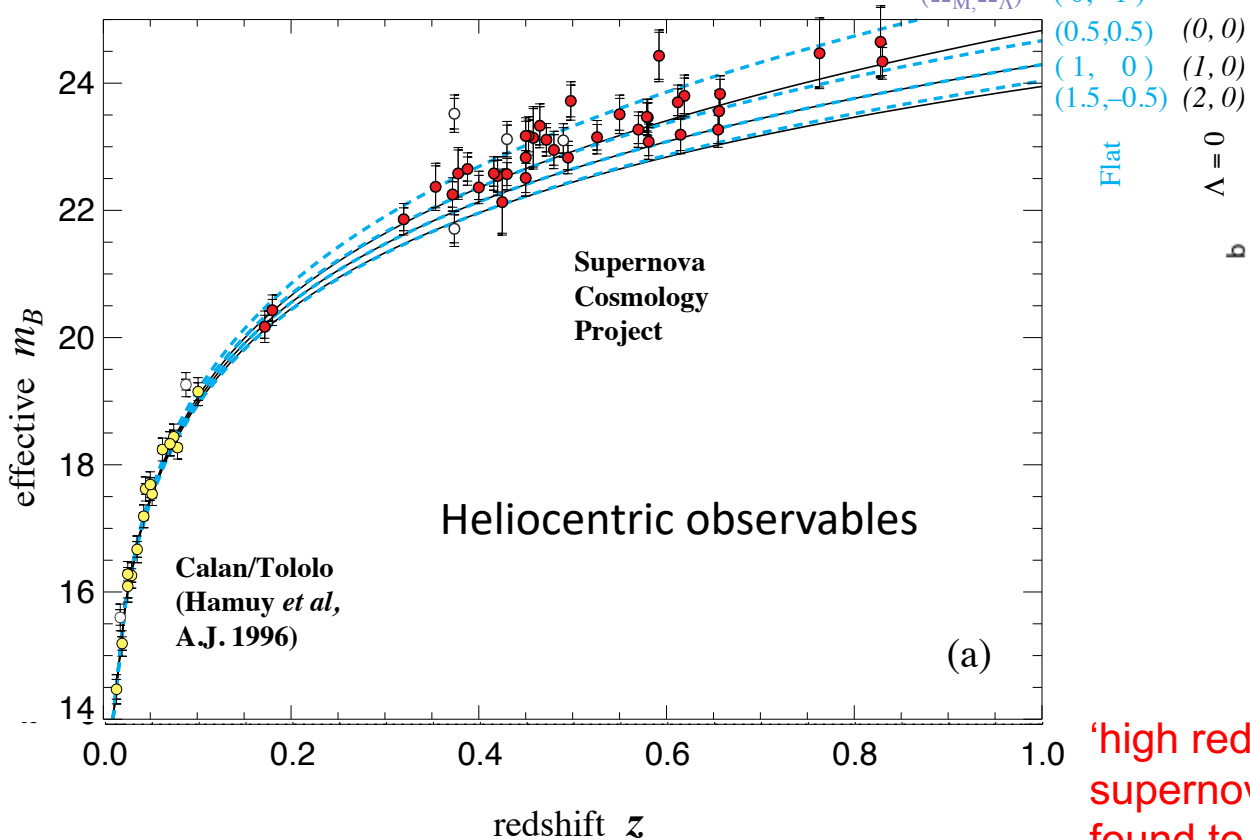 (0.5,0.5) (0, 0)
( 1, 0 ) (1, 0)
(1.5,–0.5) (2, 0)
Flat
Λ = 0
24
22
20
18
16
14
effective m_B
Supernova
Cosmology
Project
Heliocentric observables
Calan/Tololo
(Hamuy et al,
A.J. 1996)
(a)
0.0 0.2 0.4 0.6 0.8 1.0
redshift z
‘high red
supernov
found to